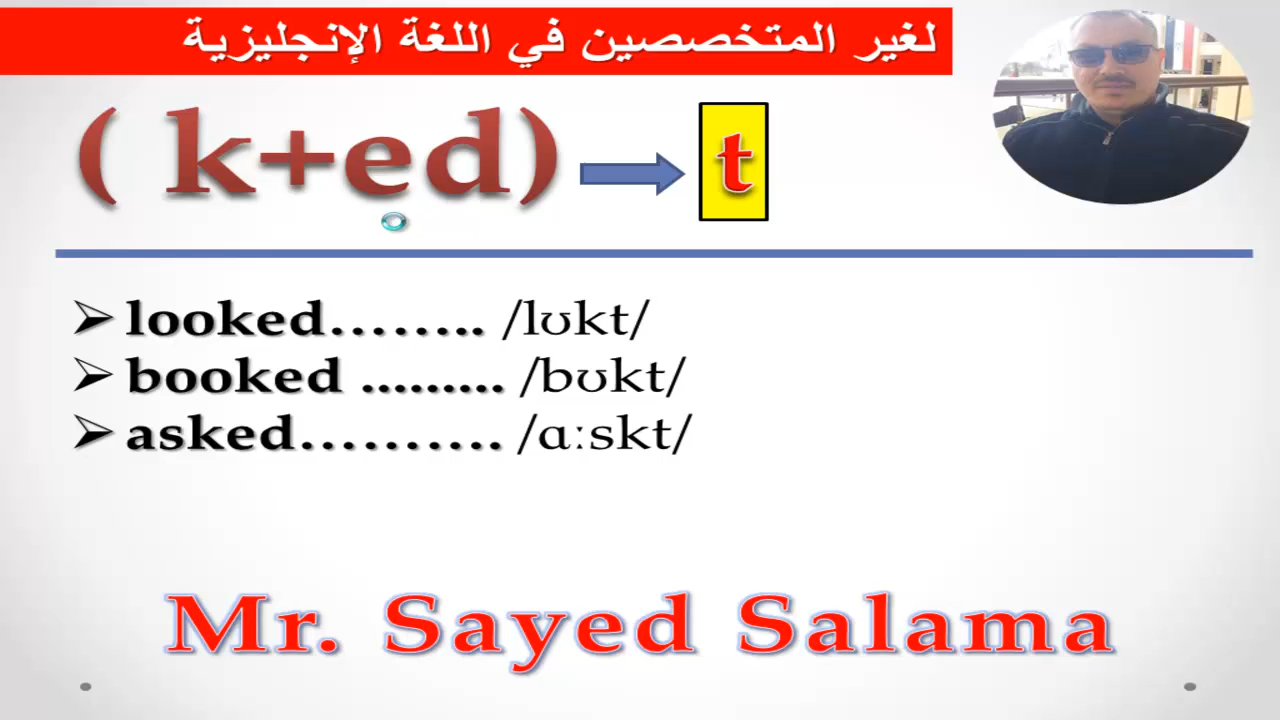 لغير المتخصصين في اللغة الإنجليزية
( k+ed) t
looked…….. /lʊkt/
booked ......... /bʊkt/
asked………. /ɑːskt/
Mr. Sayed Salama